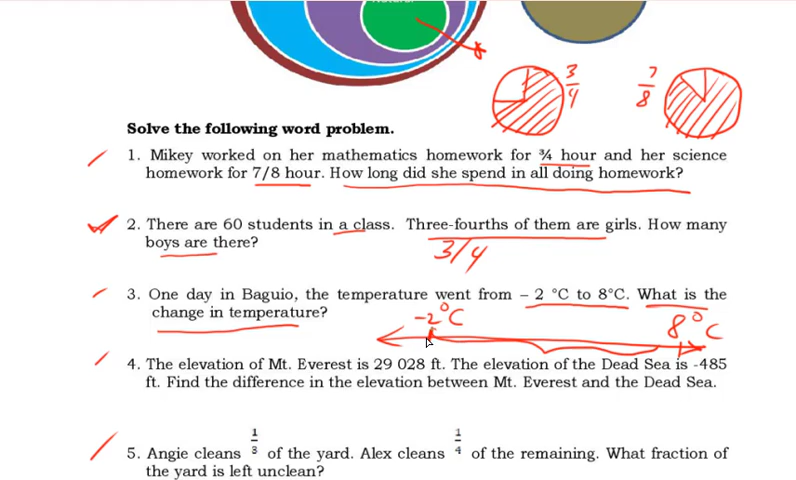 3/4
7/8
Solve the following word problem.
1. Mikey worked on her mathematics homework for ¾ hour and her science
homework for 7/8 hour. How long did she spend in all doing homework?
2. There are 60 students in a class. Three-fourths of them are girls. How many
boys are there?
3/4
3. One day in Baguio, the temperature went from – 2 °C to 8°C. What is the
change in temperature?
-2°C
8°C
4. The elevation of Mt. Everest is 29 028 ft. The elevation of the Dead Sea is -485
ft. Find the difference in the elevation between Mt. Everest and the Dead Sea.
5. Angie cleans 1/3 of the yard. Alex cleans 1/4 of the remaining. What fraction of
the yard is left unclean?